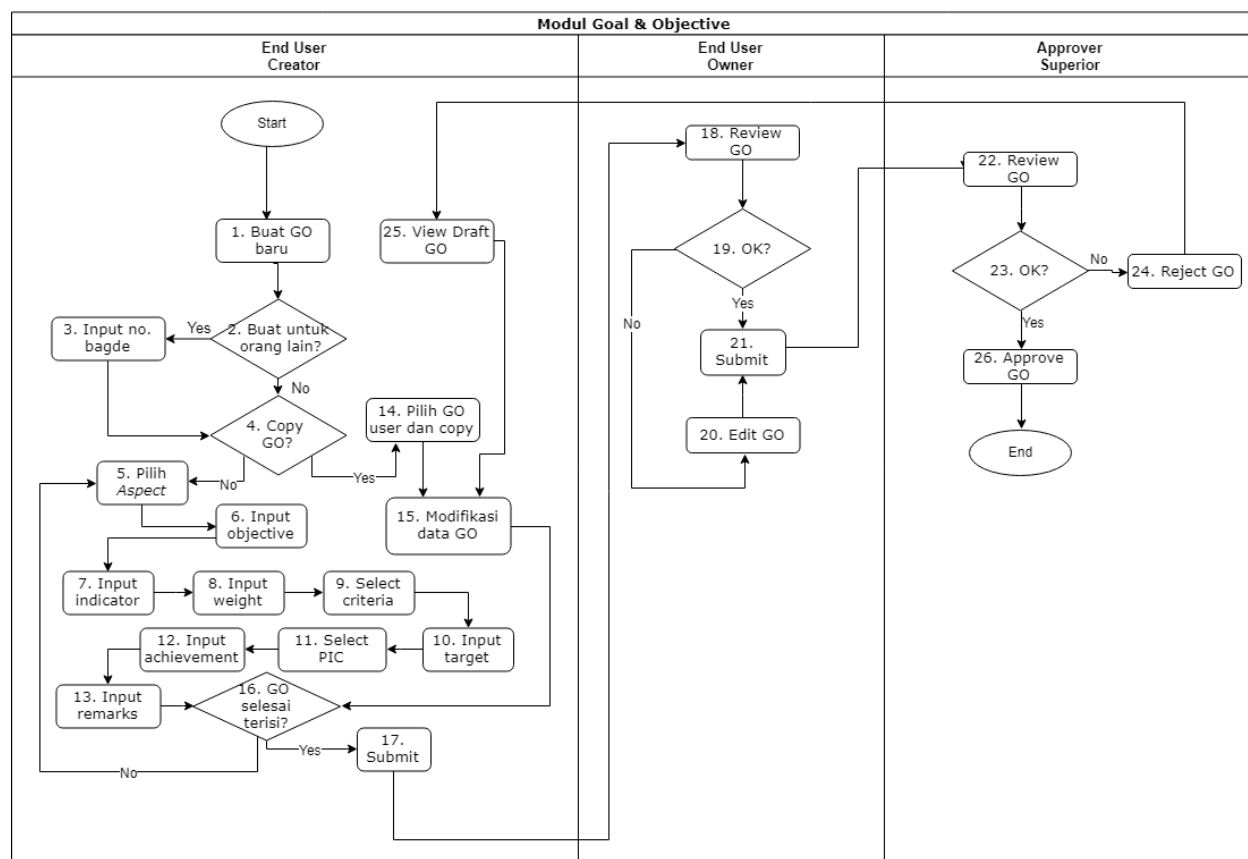 Modul Goal & Objective
End User
Creator
End User
Owner
Approver
Superior
Start
1. Buat GO
baru
2. Buat untuk
orang lain?
Yes
3. Input no.
bagde
No
4. Copy
GO?
No
Yes
5. Pilih
Aspect
6. Input
objective
7. Input
indicator
8. Input
weight
9. Select
criteria
10. Input
target
11. Select
PIC
12. Input
achievement
13. Input
remarks
14. Pilih GO
user dan copy
15. Modifikasi
data GO
16. GO
selesai
terisi?
No
Yes
17.
Submit
18. Review
GO
19. OK?
No
Yes
20. Edit GO
21.
Submit
22. Review
GO
23. OK?
No
Yes
24. Reject GO
25. View Draft
GO
26. Approve
GO
End